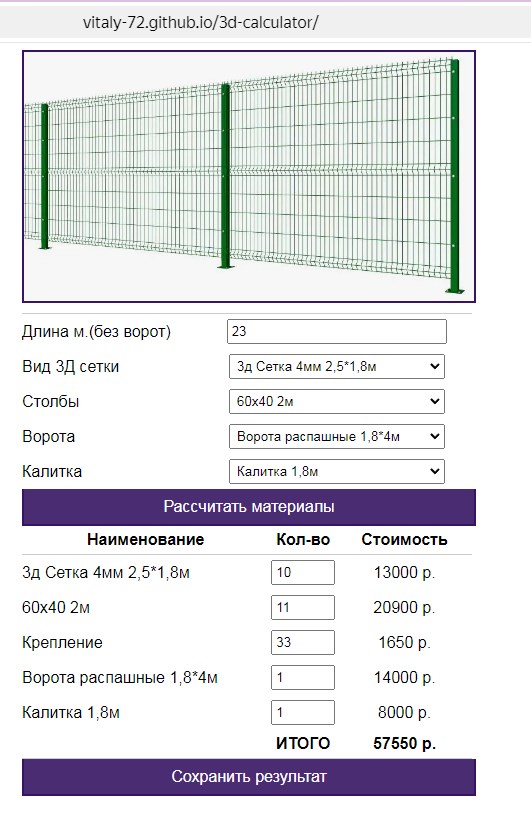 vitaly-72.github.io/3d-calculator/
Длина м.(без ворот) 23
Вид 3Д сетки 3д Сетка 4мм 2,5*1,8м
Столбы 60х40 2м
Ворота Ворота распашные 1,8*4м
Калитка Калитка 1,8м
Рассчитать материалы
Наименование Кол-во Стоимость
3д Сетка 4мм 2,5*1,8м 10 13000 р.
60х40 2м 11 20900 р.
Крепление 33 1650 р.
Ворота распашные 1,8*4м 1 14000 р.
Калитка 1,8м 1 8000 р.
ИТОГО 57550 р.
Сохранить результат